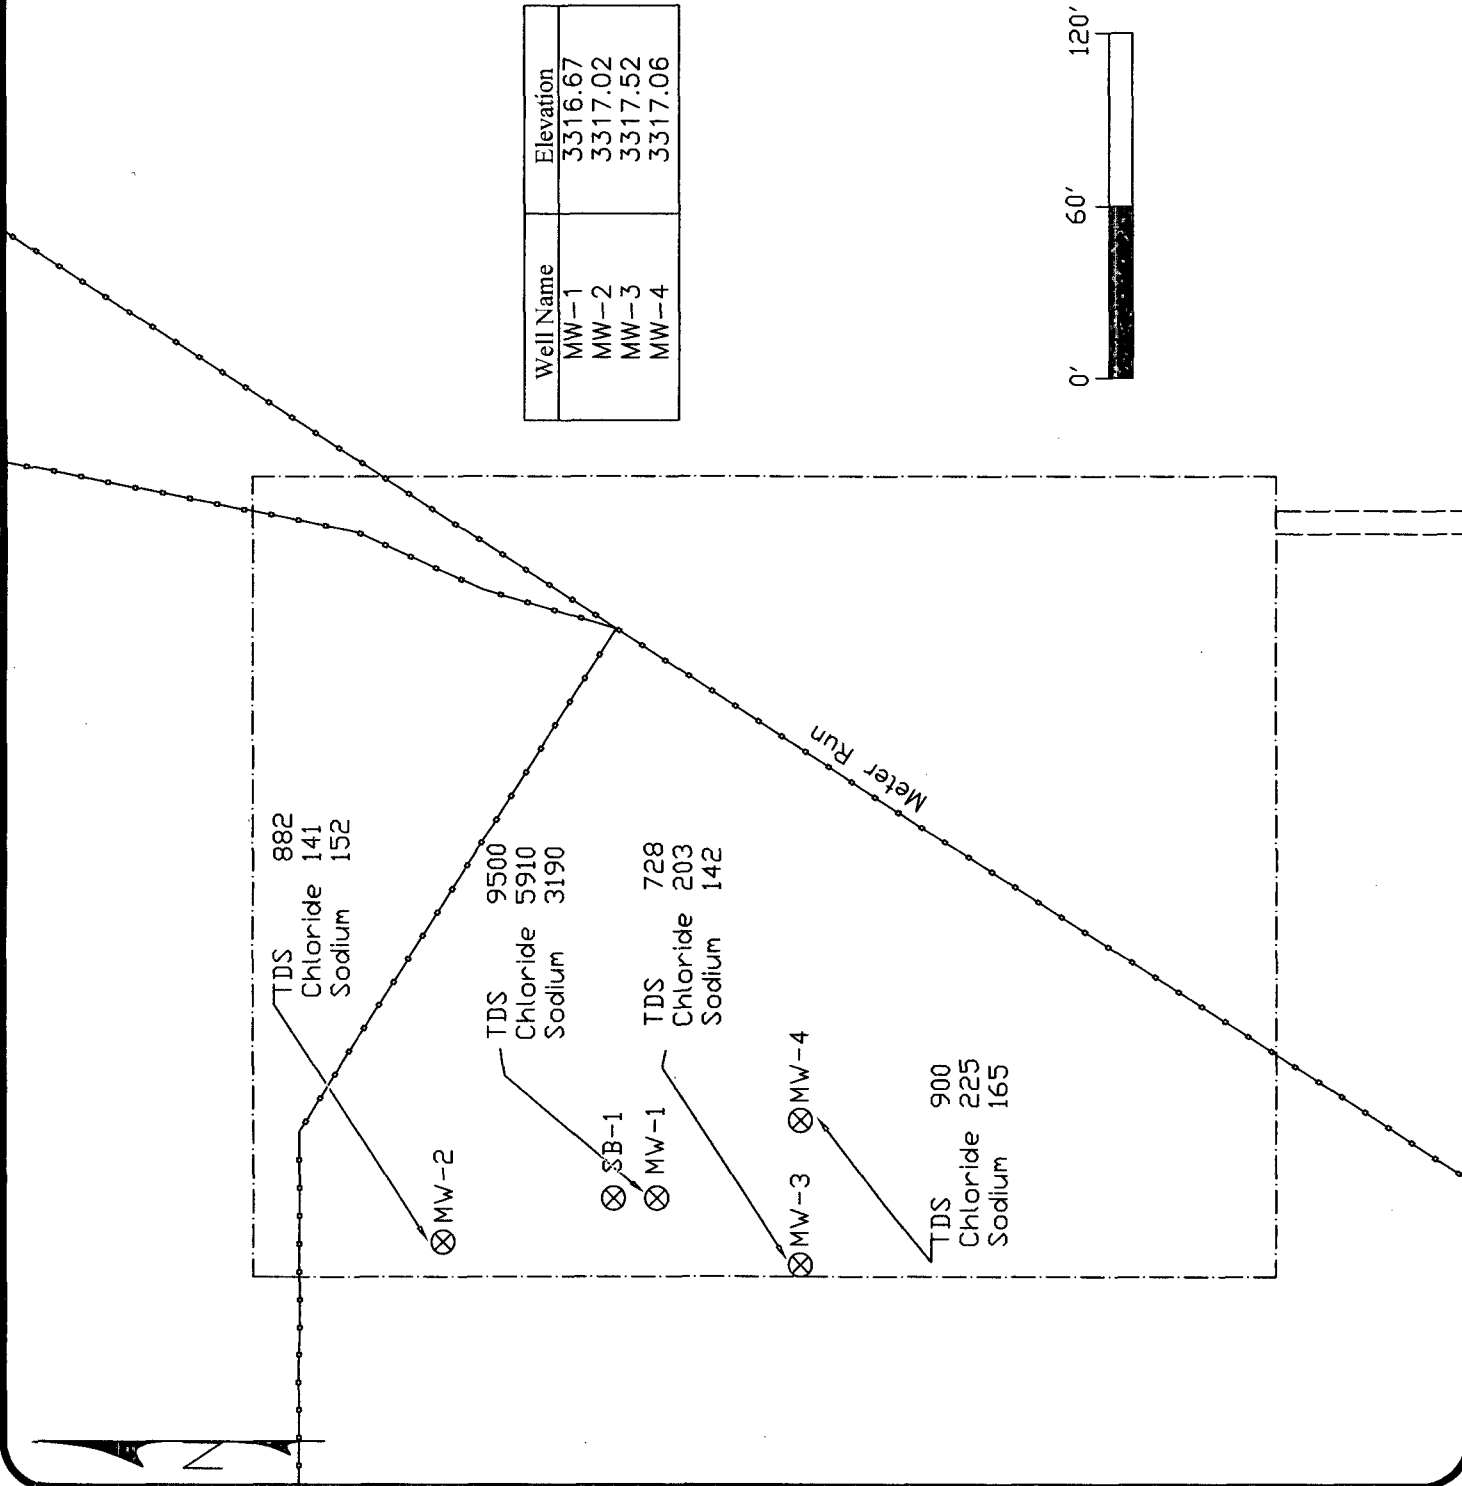 N
TDS 882
Chloride 141
Sodium 152
MW-2
TDS 9500
Chloride 5910
Sodium 3190
SB-1
MW-1
TDS 728
Chloride 203
Sodium 142
MW-3
MW-4
TDS 900
Chloride 225
Sodium 165
Meter Run
Well Name Elevation
MW-1 3316.67
MW-2 3317.02
MW-3 3317.52
MW-4 3317.06
0' 60' 120'